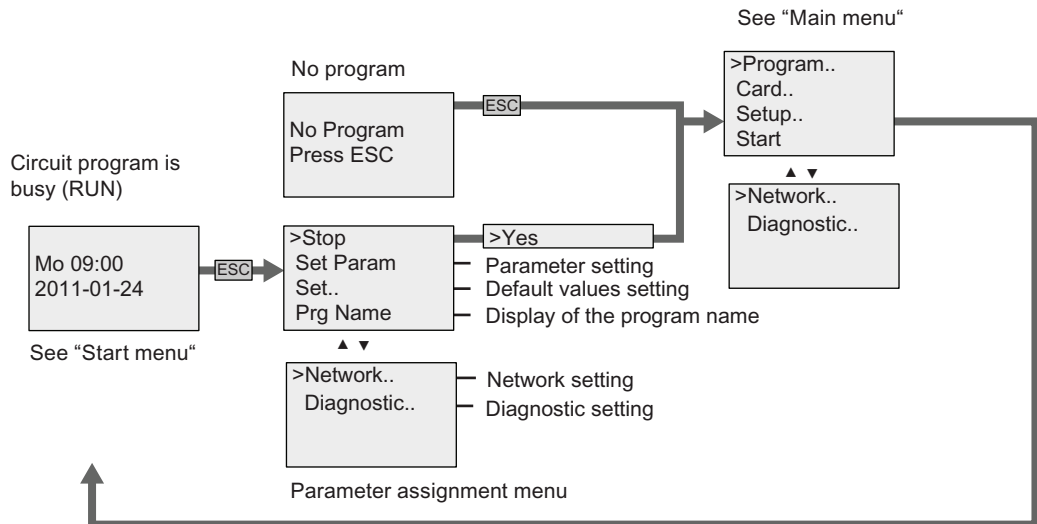 See “Main menu“
No program
>Program..
Card..
Setup..
Start
ESC
No Program
Press ESC
▲ ▼
>Network..
Diagnostic..
Circuit program is
busy (RUN)
Mo 09:00
2011-01-24
ESC
>Stop
Set Param
Set..
Prg Name
>Yes
Parameter setting
Default values setting
Display of the program name
See “Start menu“
▲ ▼
>Network..
Diagnostic..
Network setting
Diagnostic setting
Parameter assignment menu